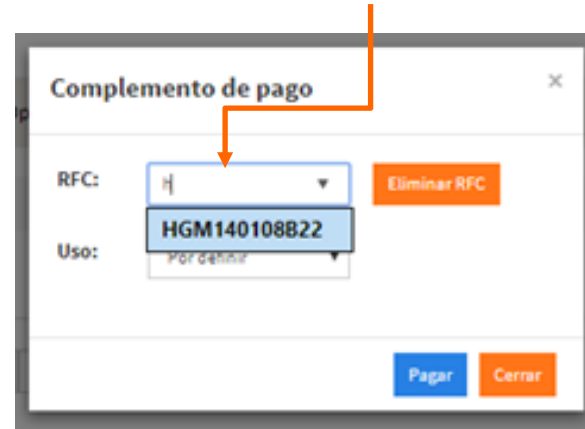 Complemento de pago ×
RFC: H Eliminar RFC
HGM140108B22
Uso: Por definir
Pagar Cerrar